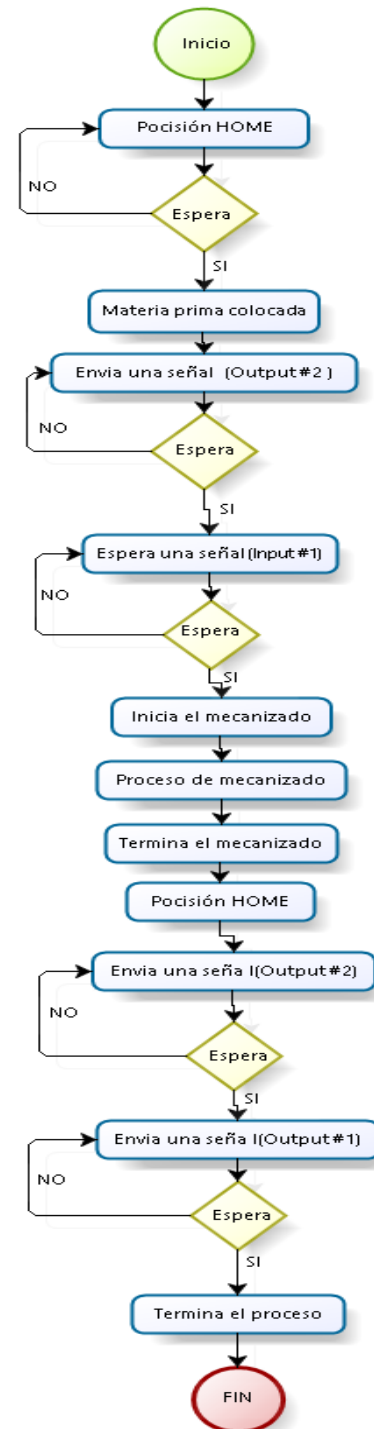 Inicio
Pocisión HOME
NO
Espera
SI
Materia prima colocada
Envia una señal (Output#2 )
NO
Espera
SI
Espera una señal(Input#1)
NO
Espera
SI
Inicia el mecanizado
Proceso de mecanizado
Termina el mecanizado
Pocisión HOME
Envia una seña l(Output#2)
NO
Espera
SI
Envia una seña l(Output#1)
NO
Espera
SI
Termina el proceso
FIN